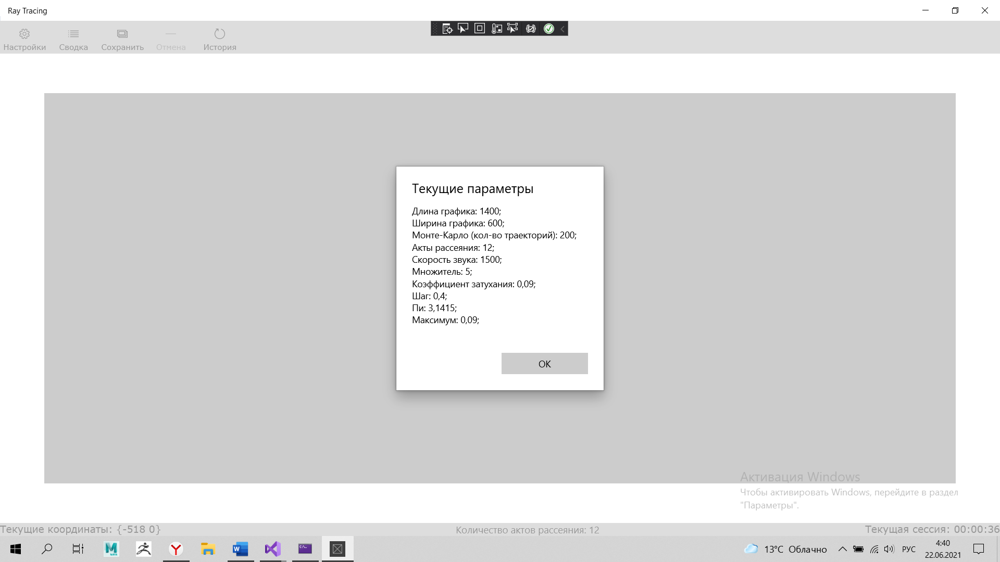 Ray Tracing
Настройки
Сводка
Сохранить
Отмена
История
Текущие параметры
Длина графика: 1400;
Ширина графика: 600;
Монте-Карло (кол-во траекторий): 200;
Акты рассеяния: 12;
Скорость звука: 1500;
Множитель: 5;
Коэффициент затухания: 0,09;
Шаг: 0,4;
Пи: 3,1415;
Максимум: 0,09;
ОК
Активация Windows
Чтобы активировать Windows, перейдите в раздел
"Параметры".
Текущие координаты: {-518 0}
Количество актов рассеяния: 12
Текущая сессия: 00:00:36
13°C Облачно
РУС
4:40
22.06.2021